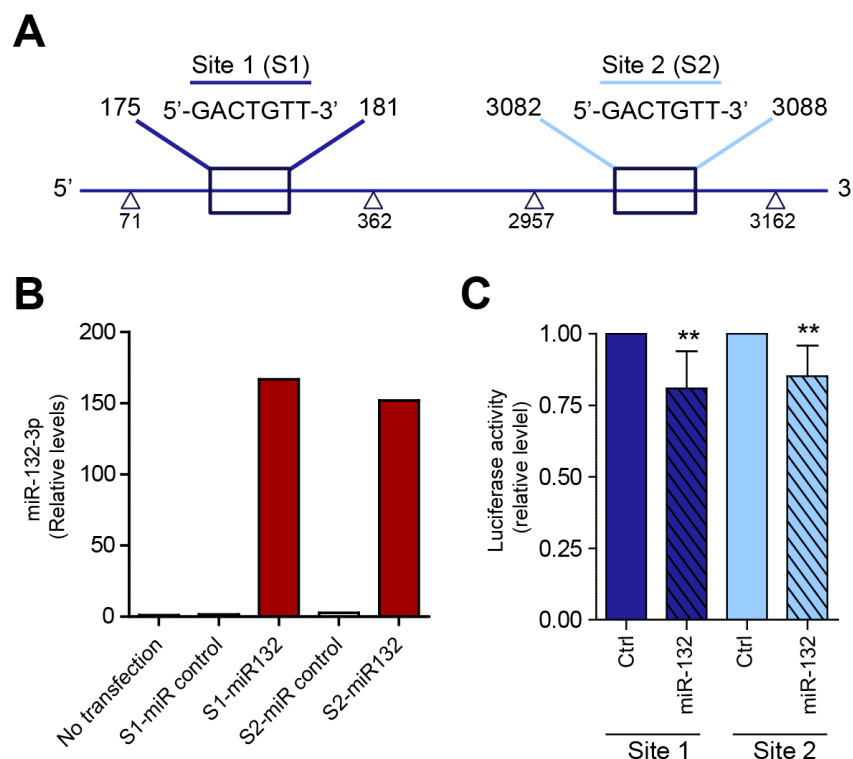 A
Site 1 (S1)
Site 2 (S2)
175 5'-GACTGTT-3' 181
3082 5'-GACTGTT-3' 3088
5' 3
71 362 2957 3162
B
miR-132-3p
(Relative levels)
200
150
100
50
0
No transfection
S1-miR control
S1-miR132
S2-miR control
S2-miR132
C
Luciferase activity
(relative levlel)
1.00
0.75
0.50
0.25
0.00
** **
Ctrl
miR-132
Ctrl
miR-132
Site 1 Site 2